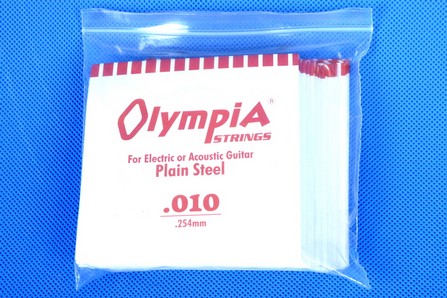 OlympiA®
STRINGS
For Electric or Acoustic Guitar
Plain Steel
.010
.254mm